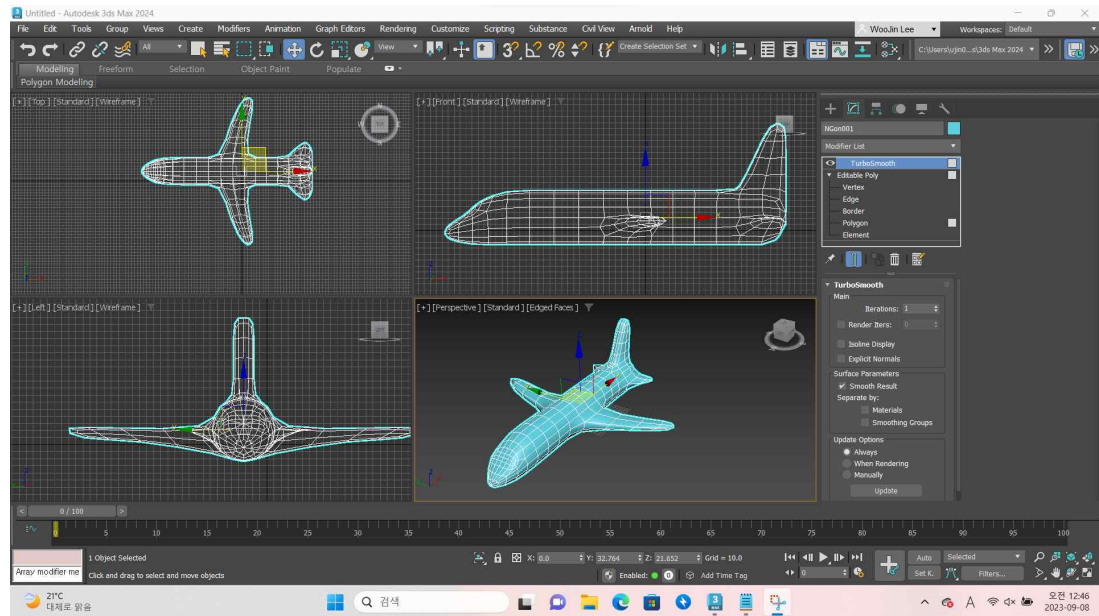 Untitled - Autodesk 3ds Max 2024
File Edit Tools Group Views Create Modifiers Animation Graph Editors Rendering Customize Scripting Substance Civil View Arnold Help
WooJin Lee Workspaces: Default
All View Create Selection Set C:\Users\ujin0...s\3ds Max 2024
Modeling Freeform Selection Object Paint Populate
Polygon Modeling
[+] [Top] [Standard] [Wireframe]
[+] [Front] [Standard] [Wireframe]
NGon001
Modifier List
TurboSmooth
Editable Poly
Vertex
Edge
Border
Polygon
Element
[+] [Left] [Standard] [Wireframe]
[+] [Perspective] [Standard] [Edged Faces]
TurboSmooth
Main
Iterations: 1
Render Iters: 0
Isoline Display
Explicit Normals
Surface Parameters
Smooth Result
Separate by:
Materials
Smoothing Groups
Update Options
Always
When Rendering
Manually
Update
< 0 / 100 >
0 5 10 15 20 25 30 35 40 45 50 55 60 65 70 75 80 85 90 95 100
1 Object Selected X: 0.0 Y: 32.764 Z: 21.652 Grid = 10.0 Auto Selected
Array modifier me Click and drag to select and move objects Enabled: 0 Add Time Tag 0 Set K. Filters...
21°C
대체로 맑음
검색
A
오전 12:46
2023-09-08